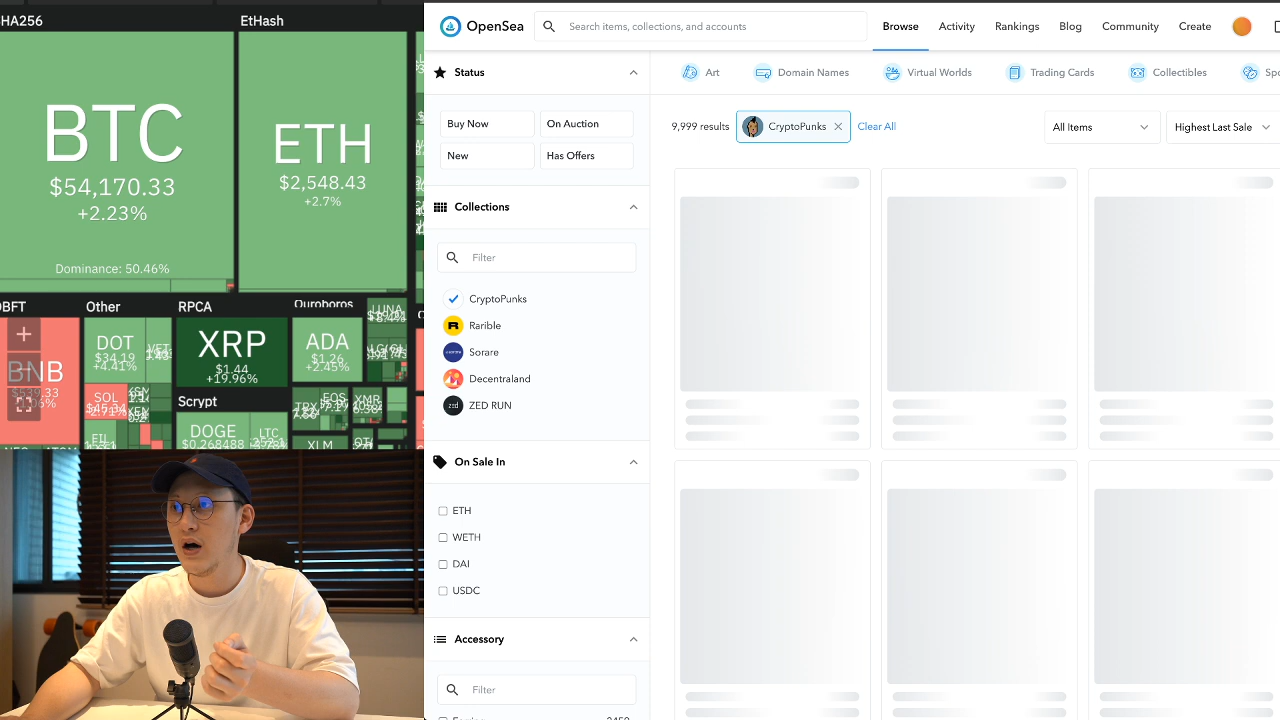 HA256
EtHash
BTC
$54,170.33
+2.23%
Dominance: 50.46%
ETH
$2,548.43
+2.7%
Other
RPCA
Ouroboros
BNB
DOT
$34.19
+4.41%
XRP
$1.44
+19.96%
ADA
$1.26
+2.45%
LUNA
SOL
Scrypt
DOGE
$0.268488
LTC
EOS
XMR
TRX
XLM
OpenSea
Search items, collections, and accounts
Browse
Activity
Rankings
Blog
Community
Create
Status
Buy Now
On Auction
New
Has Offers
Collections
Filter
CryptoPunks
Rarible
Sorare
Decentraland
ZED RUN
On Sale In
ETH
WETH
DAI
USDC
Accessory
Filter
Art
Domain Names
Virtual Worlds
Trading Cards
Collectibles
9,999 results
CryptoPunks
Clear All
All Items
Highest Last Sale